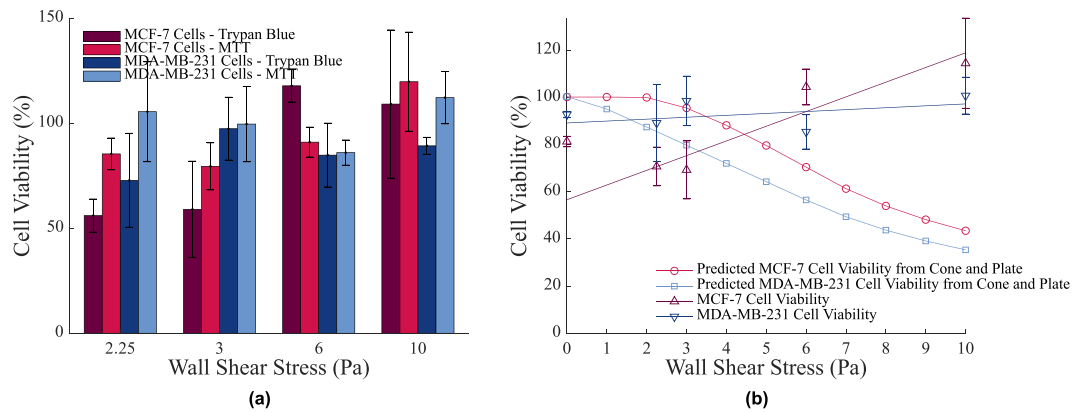 150
100
50
0
Cell Viability (%)
MCF-7 Cells - Trypan Blue
MCF-7 Cells - MTT
MDA-MB-231 Cells - Trypan Blue
MDA-MB-231 Cells - MTT
2.25 3 6 10
Wall Shear Stress (Pa)
(a)
120
100
80
60
40
20
0
Cell Viability (%)
Predicted MCF-7 Cell Viability from Cone and Plate
Predicted MDA-MB-231 Cell Viability from Cone and Plate
MCF-7 Cell Viability
MDA-MB-231 Cell Viability
0 1 2 3 4 5 6 7 8 9 10
Wall Shear Stress (Pa)
(b)